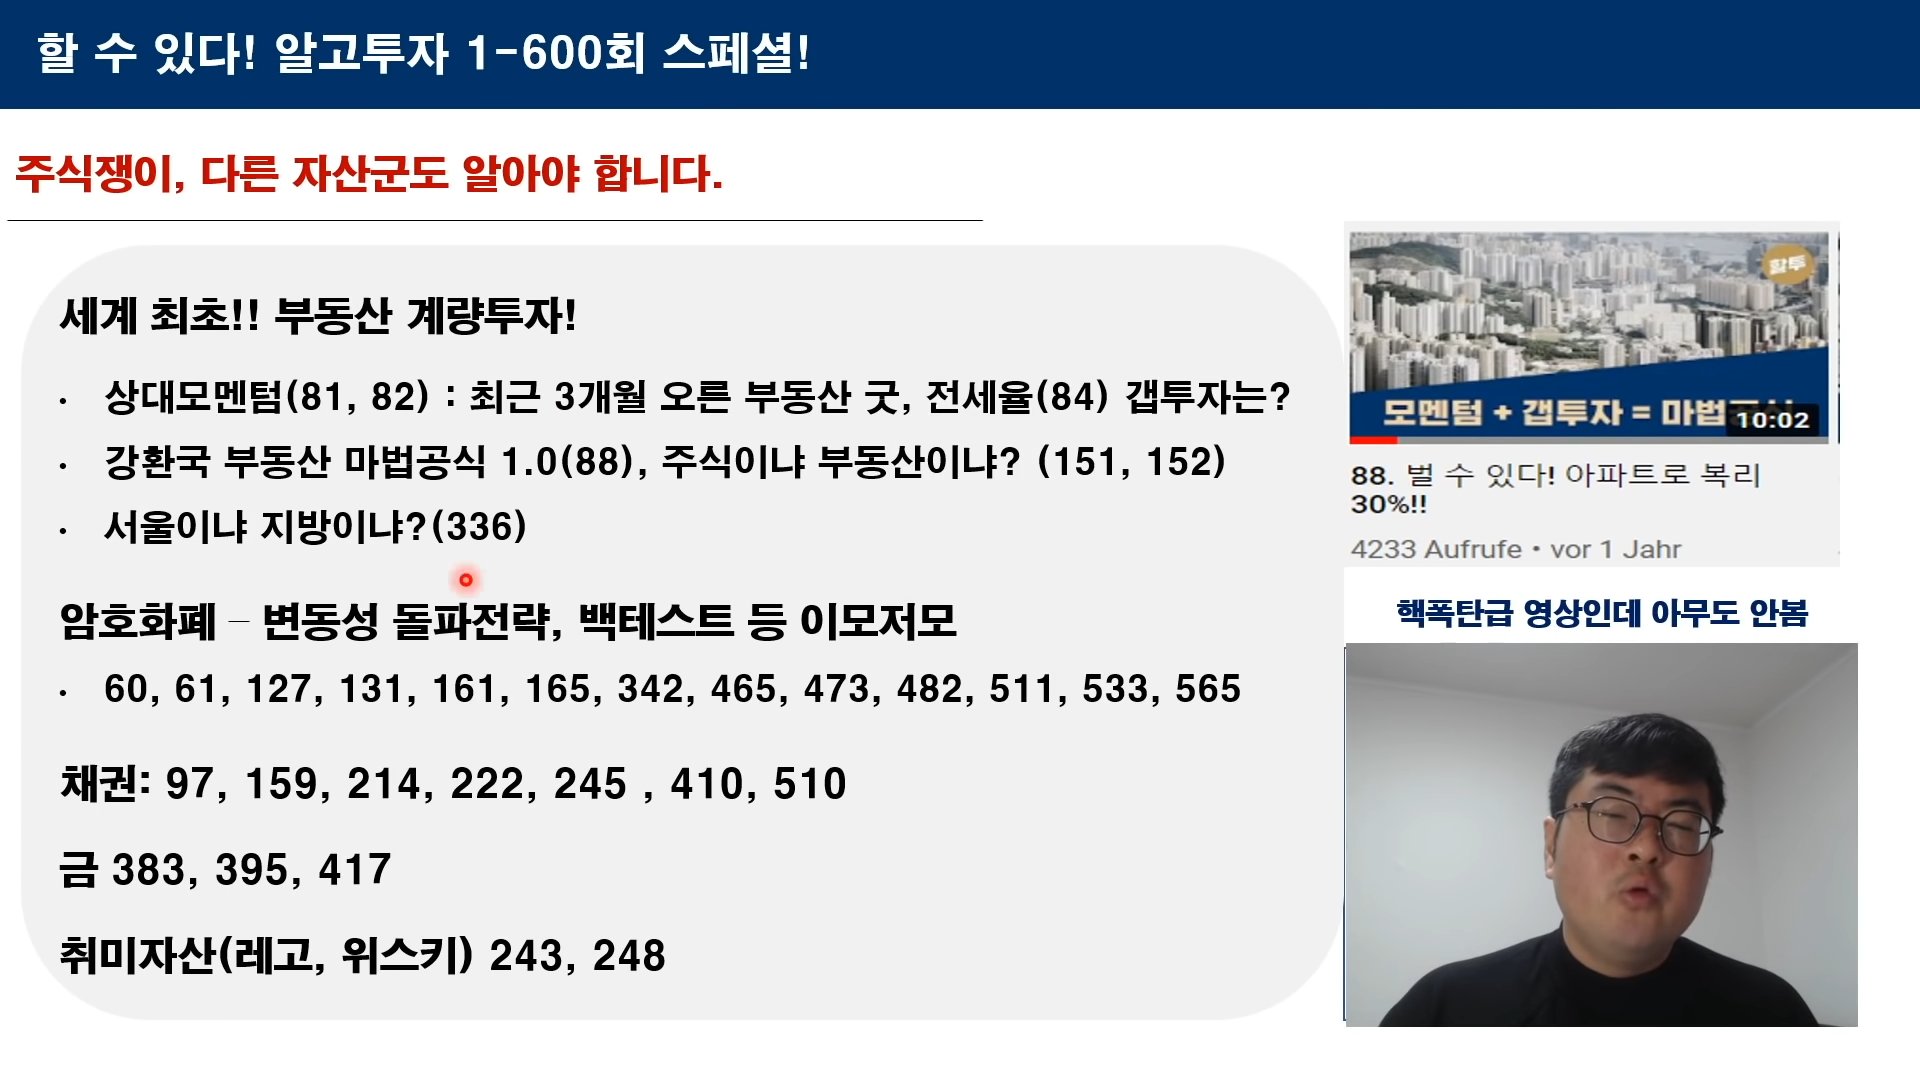 할 수 있다! 알고투자 1-600회 스페셜!
주식쟁이, 다른 자산군도 알아야 합니다.
세계 최초!! 부동산 계량투자!
• 상대모멘텀(81, 82) : 최근 3개월 오른 부동산 굿, 전세율(84) 갭투자는?
• 강환국 부동산 마법공식 1.0(88), 주식이냐 부동산이냐? (151, 152)
• 서울이냐 지방이냐?(336)
암호화폐 – 변동성 돌파전략, 백테스트 등 이모저모
• 60, 61, 127, 131, 161, 165, 342, 465, 473, 482, 511, 533, 565
채권: 97, 159, 214, 222, 245 , 410, 510
금 383, 395, 417
취미자산(레고, 위스키) 243, 248
할투
모멘텀 + 갭투자 =
10:02
88. 벌 수 있다! 아파트로 복리
30%!!
4233 Aufrufe • vor 1 Jahr
핵폭탄급 영상인데 아무도 안봄